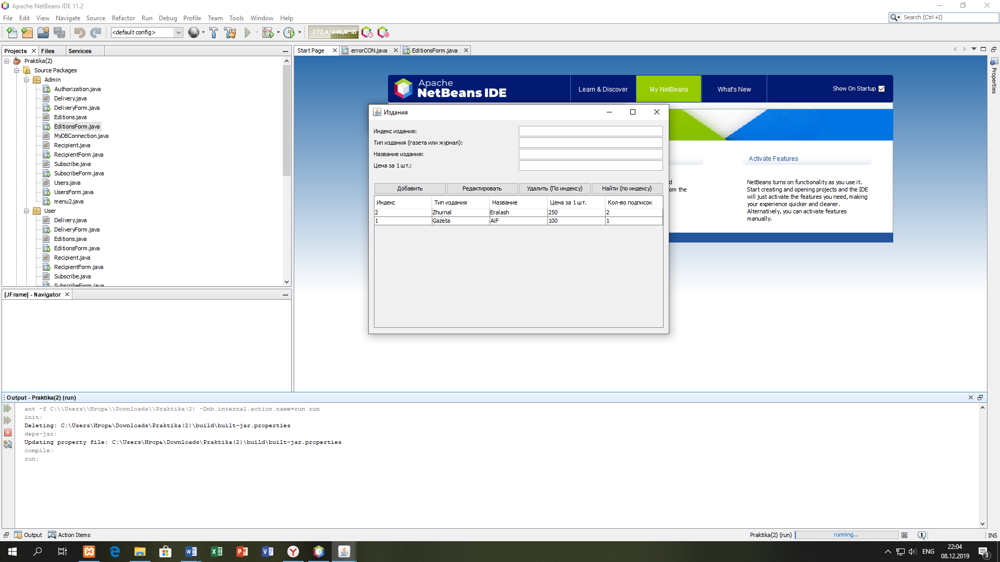 Apache NetBeans IDE 11.2
File Edit View Navigate Source Refactor Run Debug Profile Team Tools Window Help
Search (Ctrl+I)
<default config>
272,4/446,0MB
Projects Files Services
Start Page errorCON.java EditionsForm.java
Praktika(2)
Source Packages
Admin
Authorization.java
Delivery.java
DeliveryForm.java
Editions.java
EditionsForm.java
MyDBConnection.java
Recipient.java
RecipientForm.java
Subscribe.java
SubscribeForm.java
Users.java
UsersForm.java
menu2.java
User
Delivery.java
DeliveryForm.java
Editions.java
EditionsForm.java
Recipient.java
RecipientForm.java
Subscribe.java
SubscribeForm.java
[JFrame] - Navigator
Apache
NetBeans IDE
Learn & Discover
My NetBeans
What's New
Show On Startup
Properties
Издания
Индекс издания:
Тип издания (газета или журнал):
Название издания:
Цена за 1 шт.:
Добавить Редактировать Удалить (По индексу) Найти (по индексу)
Индекс Тип издания Название Цена за 1 шт. Кол-во подписок
2 Zhurnal Eralash 250 2
1 Gazeta AiF 100 1
om the
Activate Features
NetBeans turns on functionality as you use it.
Start creating and opening projects and the IDE
will just activate the features you need, making
your experience quicker and cleaner.
Alternatively, you can activate features
manually.
Output - Praktika(2) (run)
ant -f C:\\Users\\Игорь\\Downloads\\Praktika(2) -Dnb.internal.action.name=run run
init:
Deleting: C:\Users\Игорь\Downloads\Praktika(2)\build\built-jar.properties
deps-jar:
Updating property file: C:\Users\Игорь\Downloads\Praktika(2)\build\built-jar.properties
compile:
run:
Output Action Items
Praktika(2) (run) running... 1 INS
ENG
22:04
08.12.2019
3